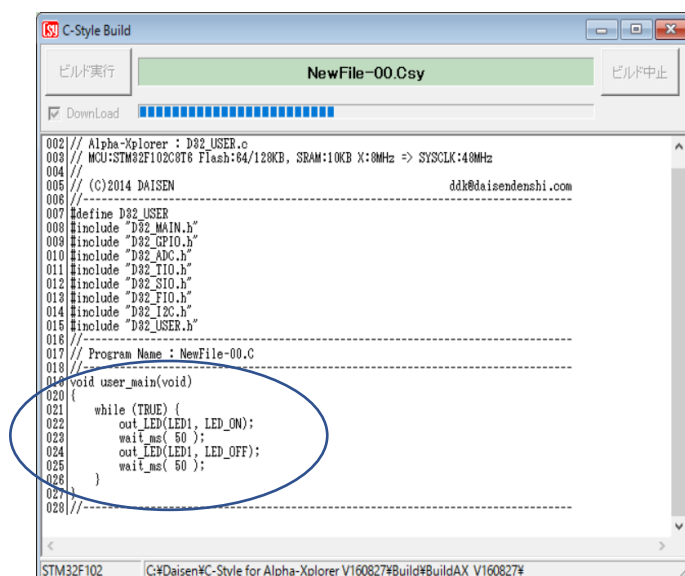 C-Style Build
ビルド実行
NewFile-00.Csy
ビルド中止
DownLoad
002 // Alpha-Xplorer : D32_USER.c
003 // MCU:STM32F102C8T6 Flash:64/128KB, SRAM:10KB X:8MHz => SYSCLK:48MHz
004 //
005 // (C)2014 DAISEN ddk@daisendenshi.com
006 //------------------------------------------------------------------------
007 #define D32_USER
008 #include "D32_MAIN.h"
009 #include "D32_GPIO.h"
010 #include "D32_ADC.h"
011 #include "D32_TIO.h"
012 #include "D32_SIO.h"
013 #include "D32_FIO.h"
014 #include "D32_I2C.h"
015 #include "D32_USER.h"
016 //------------------------------------------------------------------------
017 // Program Name : NewFile-00.C
018 //------------------------------------------------------------------------
019 void user_main(void)
020 {
021 while (TRUE) {
022 out_LED(LED1, LED_ON);
023 wait_ms( 50 );
024 out_LED(LED1, LED_OFF);
025 wait_ms( 50 );
026 }
027 }
028 //------------------------------------------------------------------------
STM32F102 C:¥Daisen¥C-Style for Alpha-Xplorer V160827¥Build¥BuildAX_V160827¥